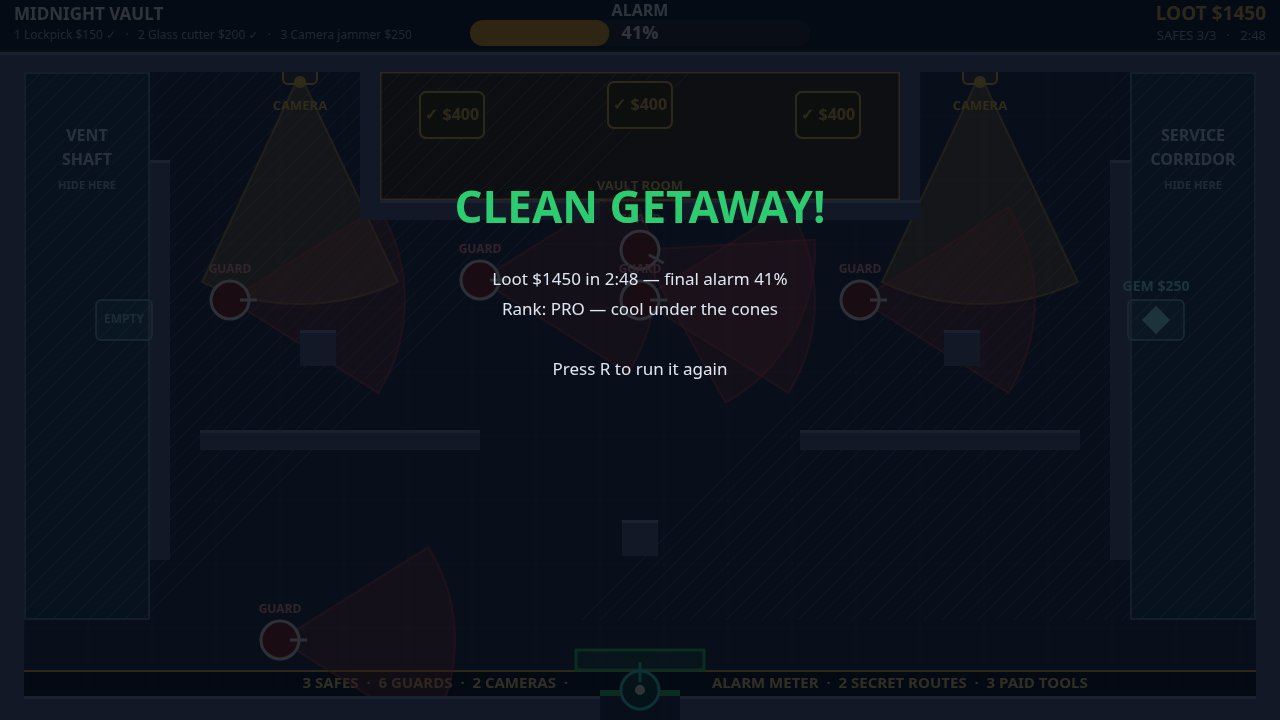 MIDNIGHT VAULT
1 Lockpick $150 ✓ · 2 Glass cutter $200 ✓ · 3 Camera jammer $250
ALARM
41%
LOOT $1450
SAFES 3/3 · 2:48
CAMERA
✓ $400
✓ $400
✓ $400
CAMERA
VENT
SHAFT
HIDE HERE
SERVICE
CORRIDOR
HIDE HERE
VAULT ROOM
CLEAN GETAWAY!
GUARD
GUARD
GUARD
GUARD
Loot $1450 in 2:48 — final alarm 41%
GEM $250
Rank: PRO — cool under the cones
EMPTY
Press R to run it again
GUARD
3 SAFES · 6 GUARDS · 2 CAMERAS ·
ALARM METER · 2 SECRET ROUTES · 3 PAID TOOLS